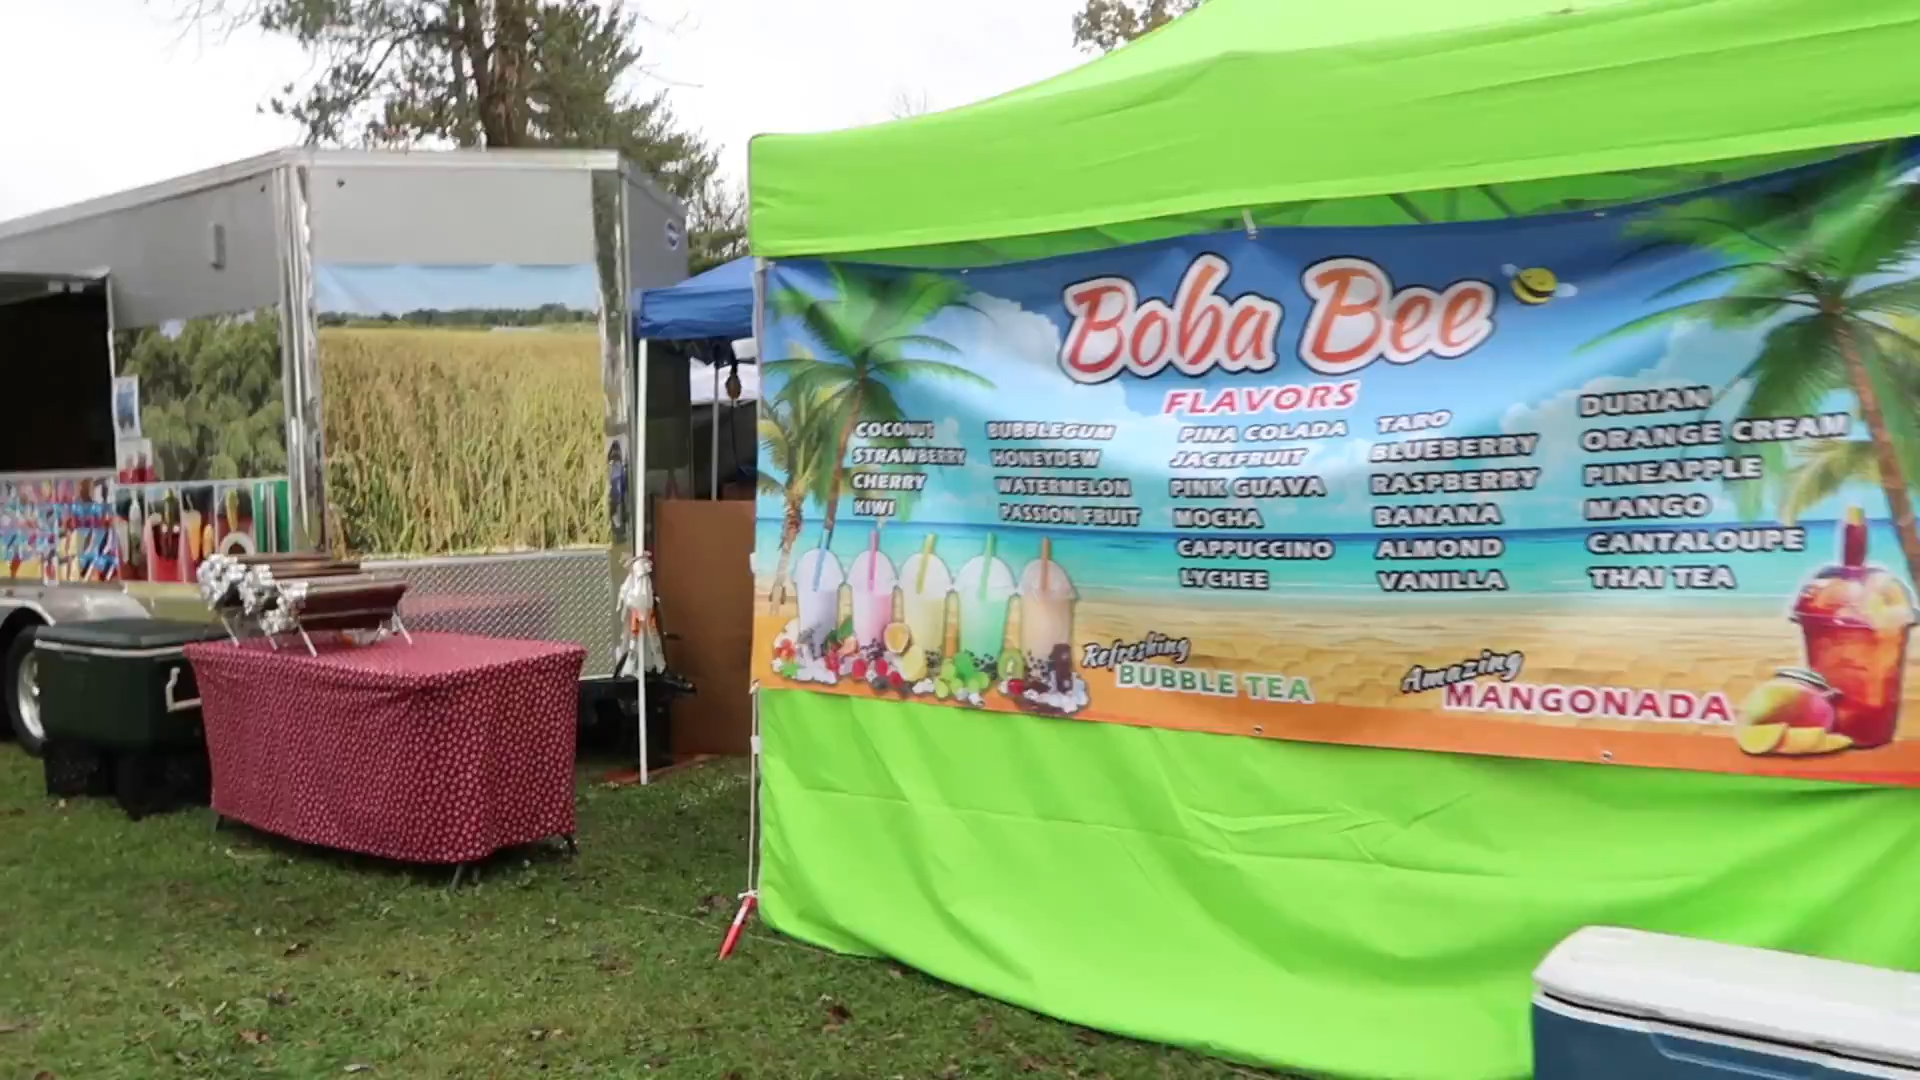 Boba Bee
FLAVORS
COCONUT
STRAWBERRY
CHERRY
KIWI
BUBBLEGUM
HONEYDEW
WATERMELON
PASSION FRUIT
PINA COLADA
JACKFRUIT
PINK GUAVA
MOCHA
CAPPUCCINO
LYCHEE
TARO
BLUEBERRY
RASPBERRY
BANANA
ALMOND
VANILLA
DURIAN
ORANGE CREAM
PINEAPPLE
MANGO
CANTALOUPE
THAI TEA
Refreshing
BUBBLE TEA
Amazing
MANGONADA